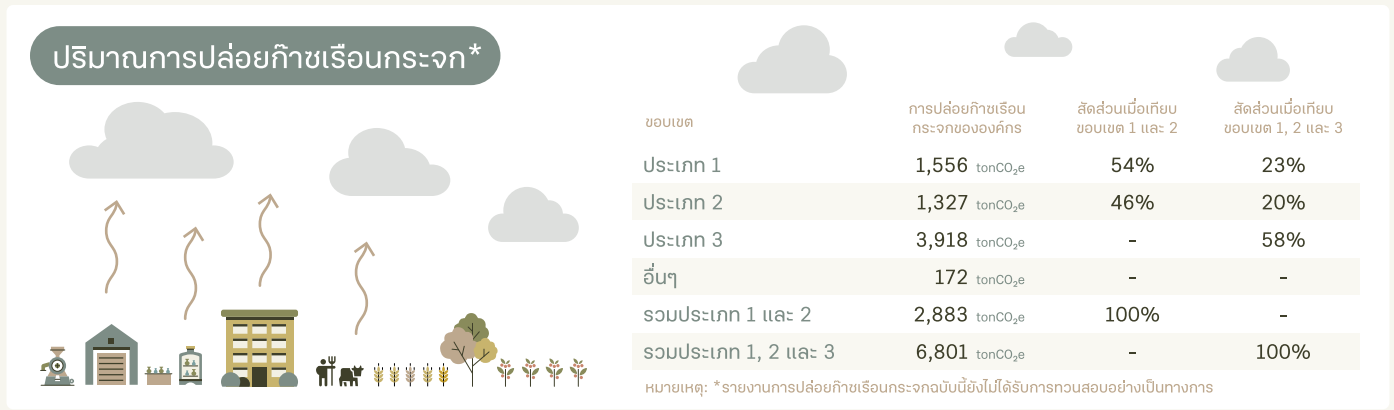 ปริมาณการปล่อยก๊าซเรือนกระจก*
ขอบเขต
การปล่อยก๊าซเรือน
กระจกขององค์กร
สัดส่วนเมื่อเทียบ
ขอบเขต 1 และ 2
สัดส่วนเมื่อเทียบ
ขอบเขต 1, 2 และ 3
ประเภท 1 1,556 tonCO₂e 54% 23%
ประเภท 2 1,327 tonCO₂e 46% 20%
ประเภท 3 3,918 tonCO₂e - 58%
อื่นๆ 172 tonCO₂e - -
รวมประเภท 1 และ 2 2,883 tonCO₂e 100% -
รวมประเภท 1, 2 และ 3 6,801 tonCO₂e - 100%
หมายเหตุ: *รายงานการปล่อยก๊าซเรือนกระจกฉบับนี้ยังไม่ได้รับการทวนสอบอย่างเป็นทางการ